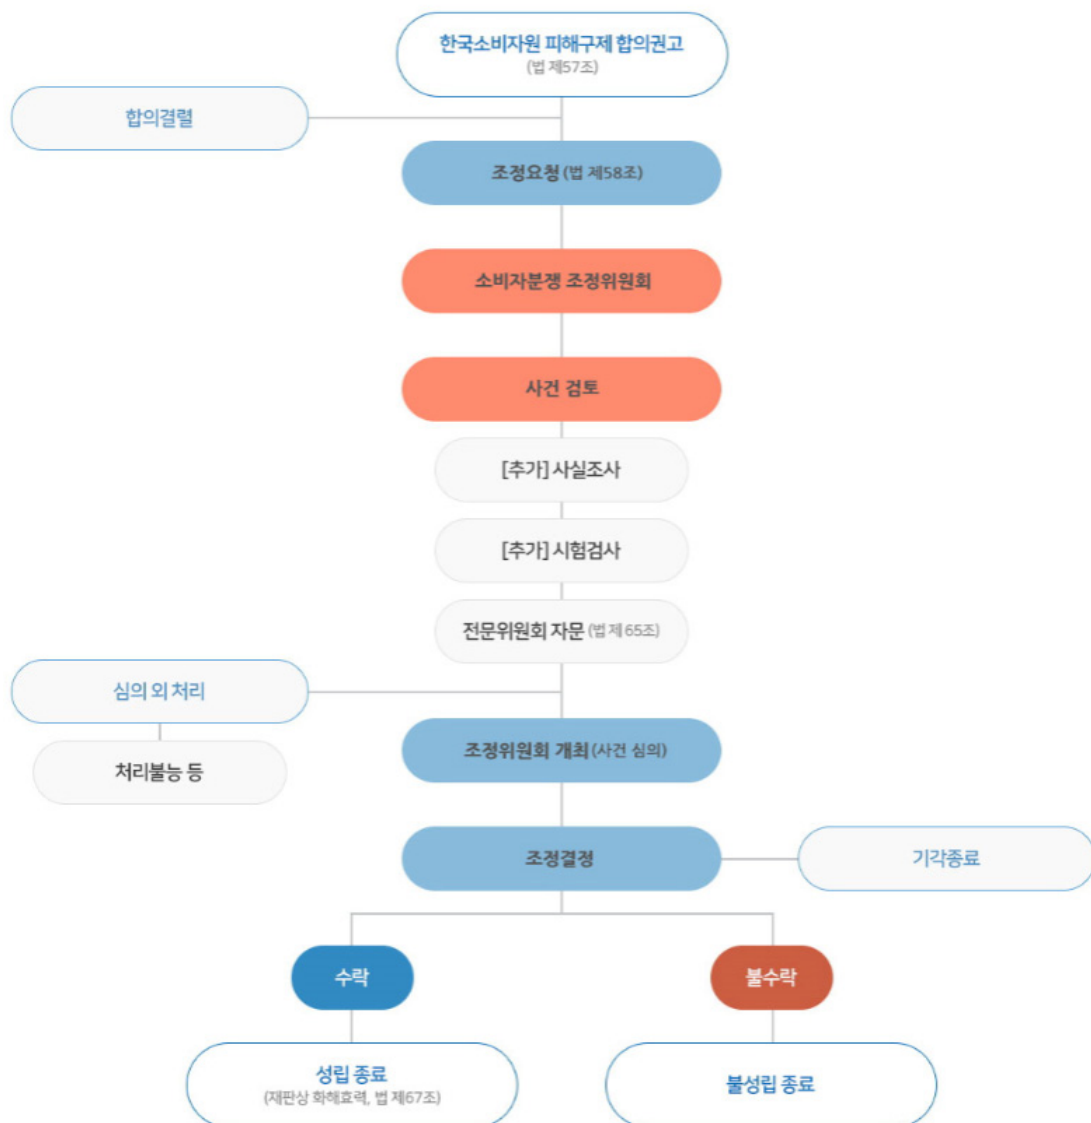 한국소비자원 피해구제 합의권고
(법 제57조)
합의결렬
조정요청 (법 제58조)
소비자분쟁 조정위원회
사건 검토
[추가] 사실조사
[추가] 시험검사
전문위원회 자문 (법 제65조)
심의 외 처리
조정위원회 개최 (사건 심의)
처리불능 등
조정결정
기각종료
수락
불수락
성립 종료
(재판상 화해효력, 법 제67조)
불성립 종료